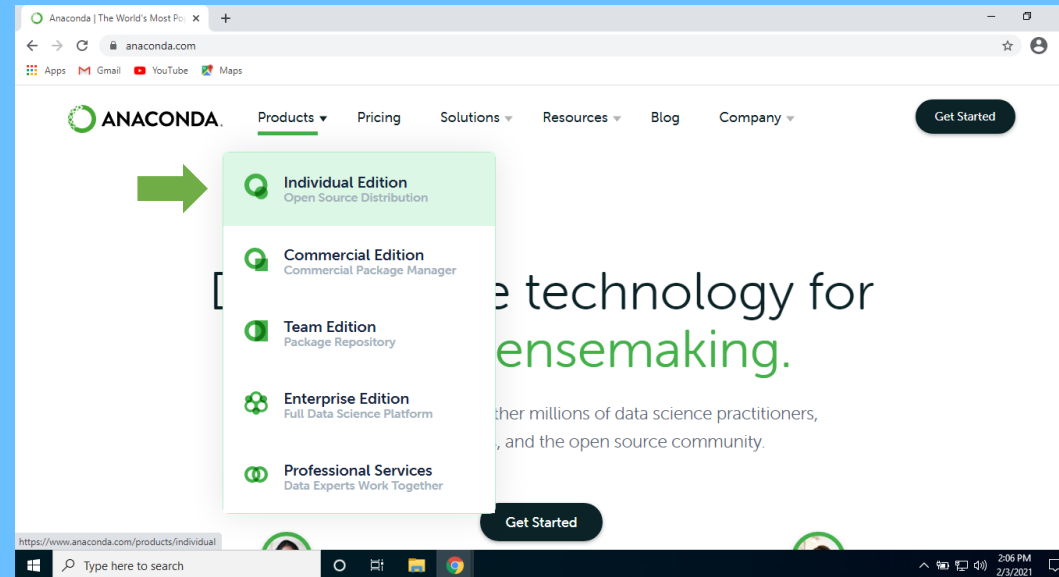 Anaconda | The World's Most Po
anaconda.com
Apps Gmail YouTube Maps
ANACONDA.
Products Pricing Solutions Resources Blog Company Get Started
Individual Edition
Open Source Distribution
Commercial Edition
Commercial Package Manager
Team Edition
Package Repository
Enterprise Edition
Full Data Science Platform
Professional Services
Data Experts Work Together
e technology for
ensemaking.
ther millions of data science practitioners,
, and the open source community.
Get Started
https://www.anaconda.com/products/individual
Type here to search
2:06 PM
2/3/2021